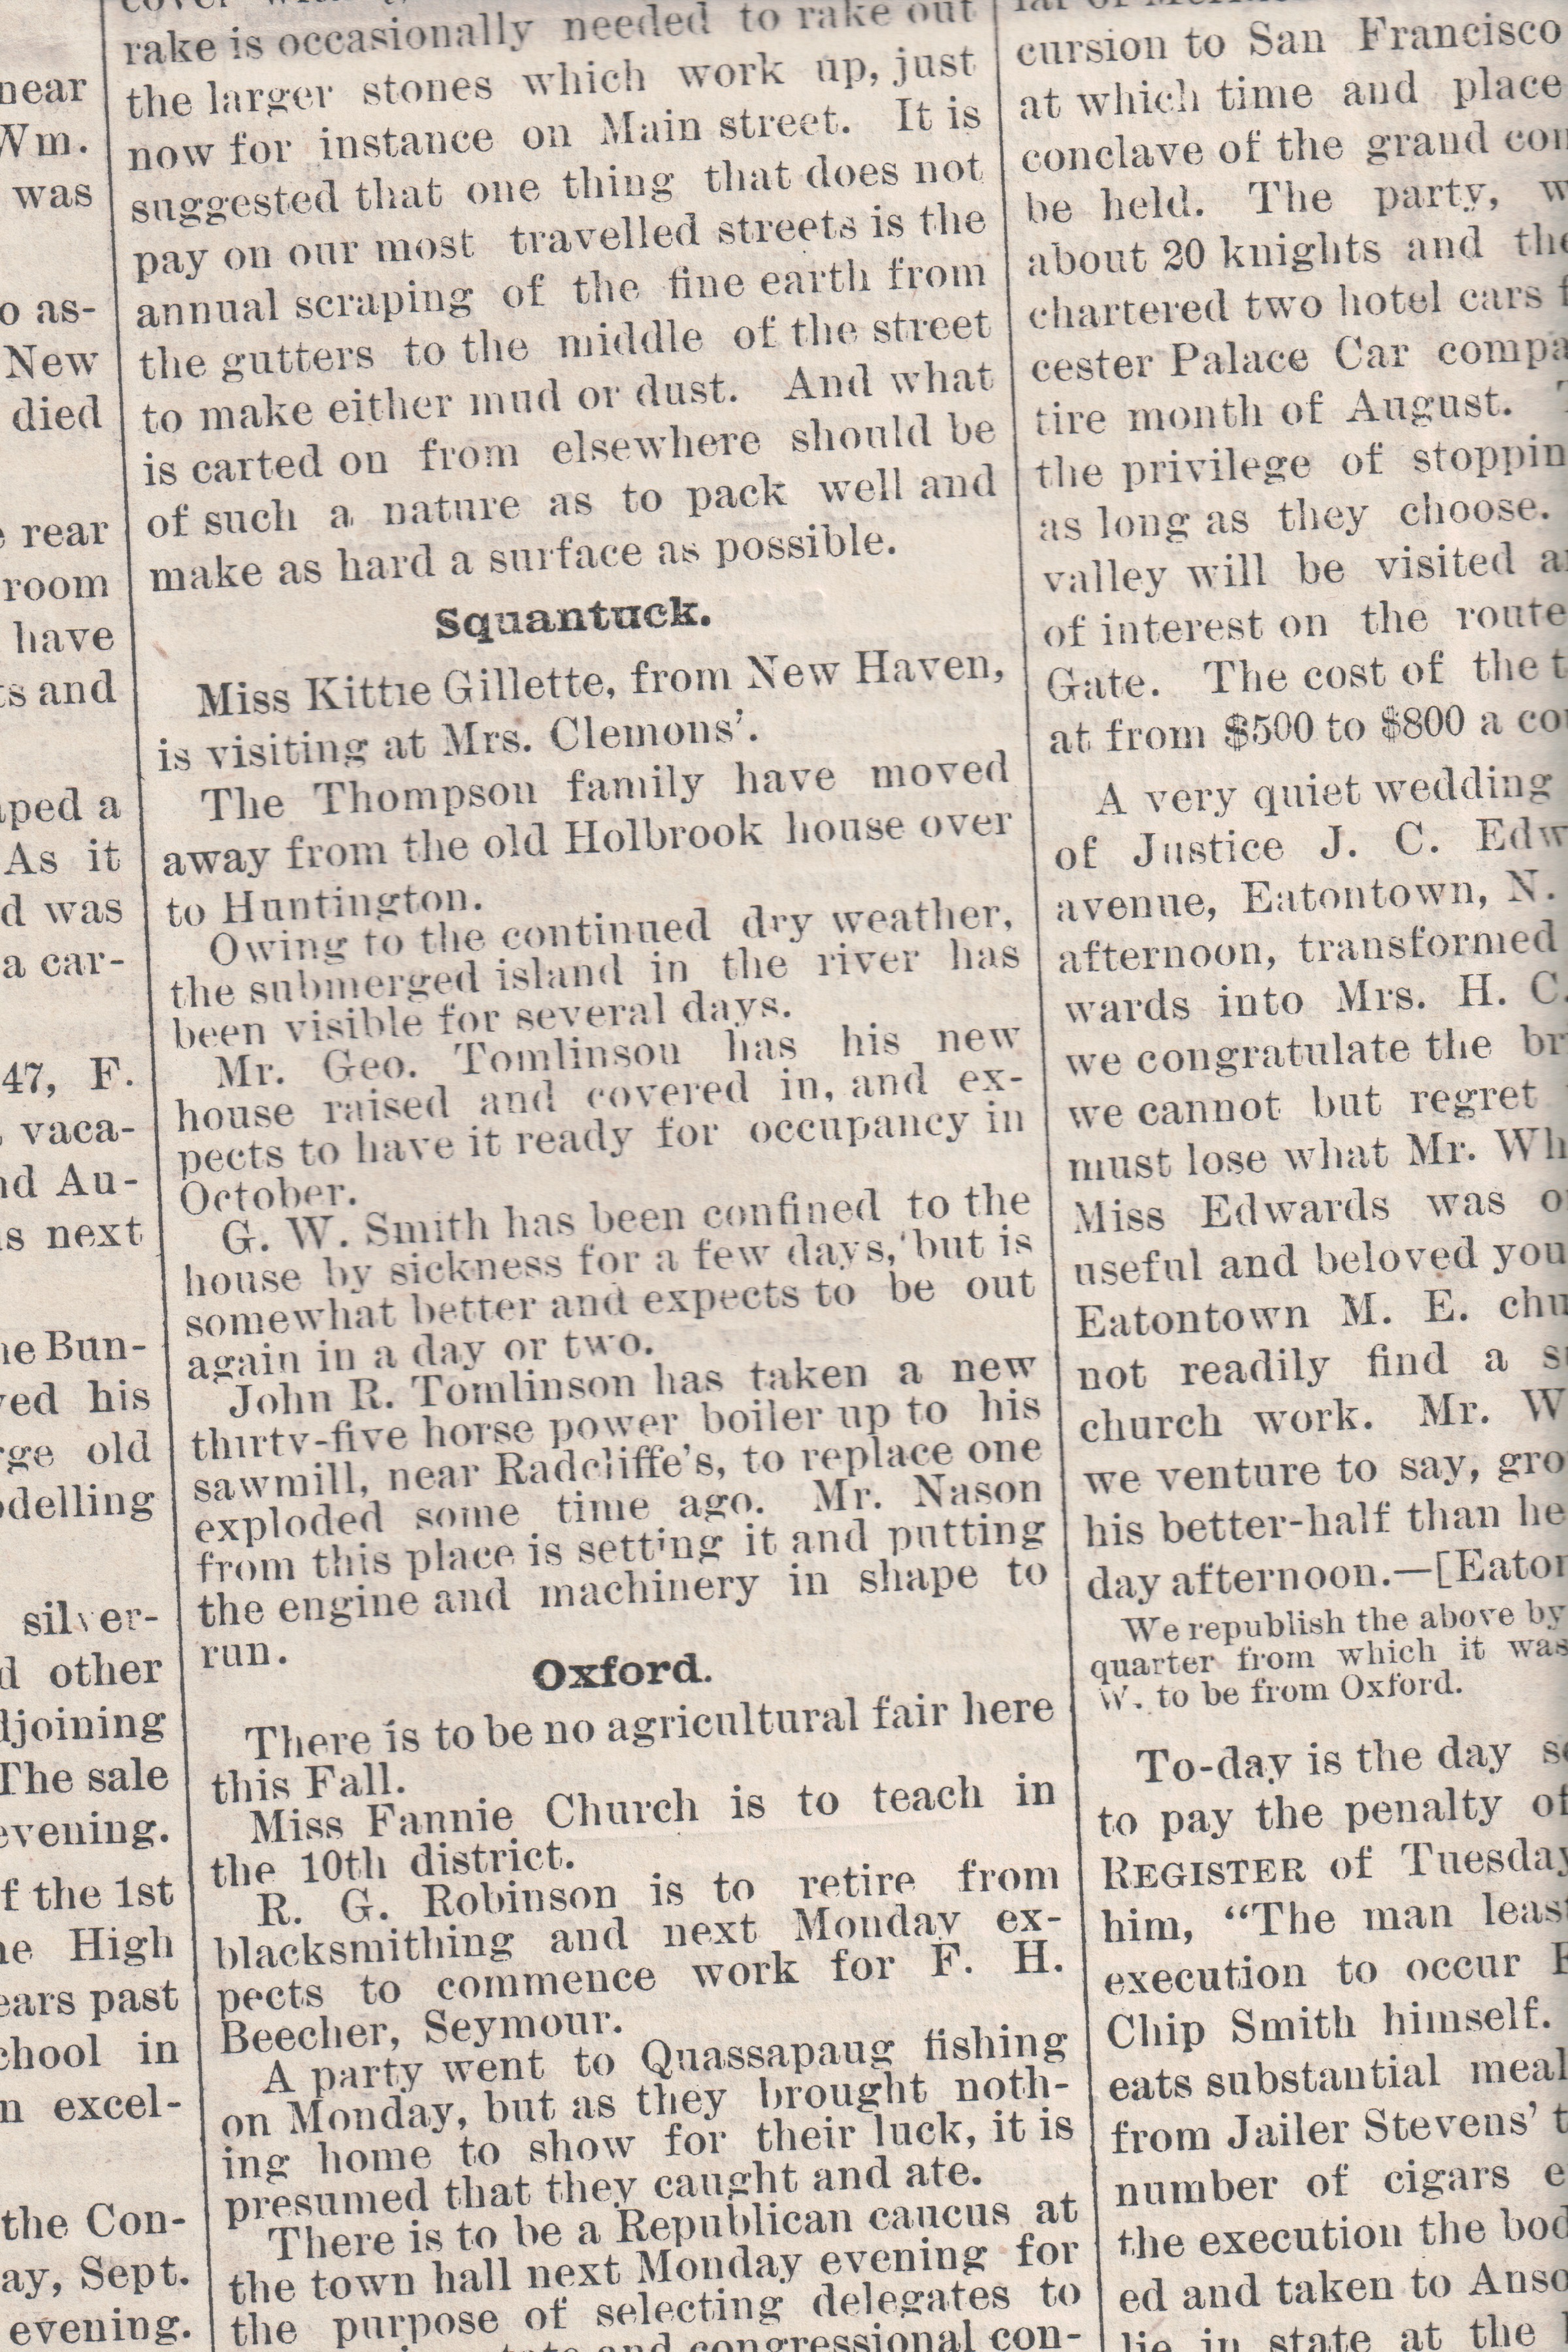 near
Wm.
was
o as-
New
died
rear
room
have
ts and
aped a
As it
d was
a car-
47, F.
vaca-
nd Au-
is next
he Bun-
ved his
rge old
odelling
silver-
d other
djoining
The sale
evening.
f the 1st
he High
ears past
chool in
n excel-
the Con-
ay, Sept.
evening.
rake is occasionally needed to rake out
the larger stones which work up, just
now for instance on Main street. It is
suggested that one thing that does not
pay on our most travelled streets is the
annual scraping of the fine earth from
the gutters to the middle of the street
to make either mud or dust. And what
is carted on from elsewhere should be
of such a nature as to pack well and
make as hard a surface as possible.
Squantuck.
Miss Kittie Gillette, from New Haven,
is visiting at Mrs. Clemons'.
The Thompson family have moved
away from the old Holbrook house over
to Huntington.
Owing to the continued dry weather,
the submerged island in the river has
been visible for several days.
Mr. Geo. Tomlinson has his new
house raised and covered in, and ex-
pects to have it ready for occupancy in
October.
G. W. Smith has been confined to the
house by sickness for a few days, but is
somewhat better and expects to be out
again in a day or two.
John R. Tomlinson has taken a new
thirty-five horse power boiler up to his
sawmill, near Radcliffe's, to replace one
exploded some time ago. Mr. Nason
from this place is setting it and putting
the engine and machinery in shape to
run.
Oxford.
There is to be no agricultural fair here
this Fall.
Miss Fannie Church is to teach in
the 10th district.
R. G. Robinson is to retire from
blacksmithing and next Monday ex-
pects to commence work for F. H.
Beecher, Seymour.
A party went to Quassapaug fishing
on Monday, but as they brought noth-
ing home to show for their luck, it is
presumed that they caught and ate.
There is to be a Republican caucus at
the town hall next Monday evening for
the purpose of selecting delegates to
and congressional con-
cursion to San Francisco
at which time and place
conclave of the grand con
be held. The party, w
about 20 knights and the
chartered two hotel cars f
cester Palace Car compa
tire month of August. T
the privilege of stoppin
as long as they choose.
valley will be visited a
of interest on the route
Gate. The cost of the t
at from $500 to $800 a co
A very quiet wedding
of Justice J. C. Edw
avenue, Eatontown, N.
afternoon, transformed
wards into Mrs. H. C.
we congratulate the br
we cannot but regret
must lose what Mr. Wh
Miss Edwards was o
useful and beloved you
Eatontown M. E. chu
not readily find a s
church work. Mr. W
we venture to say, gro
his better-half than he
day afternoon.—[Eator
We republish the above by
quarter from which it was
W. to be from Oxford.
To-day is the day s
to pay the penalty of
REGISTER of Tuesday
him, "The man least
execution to occur F
Chip Smith himself.
eats substantial meal
from Jailer Stevens' t
number of cigars e
the execution the bod
ed and taken to Anso
lie in state at the